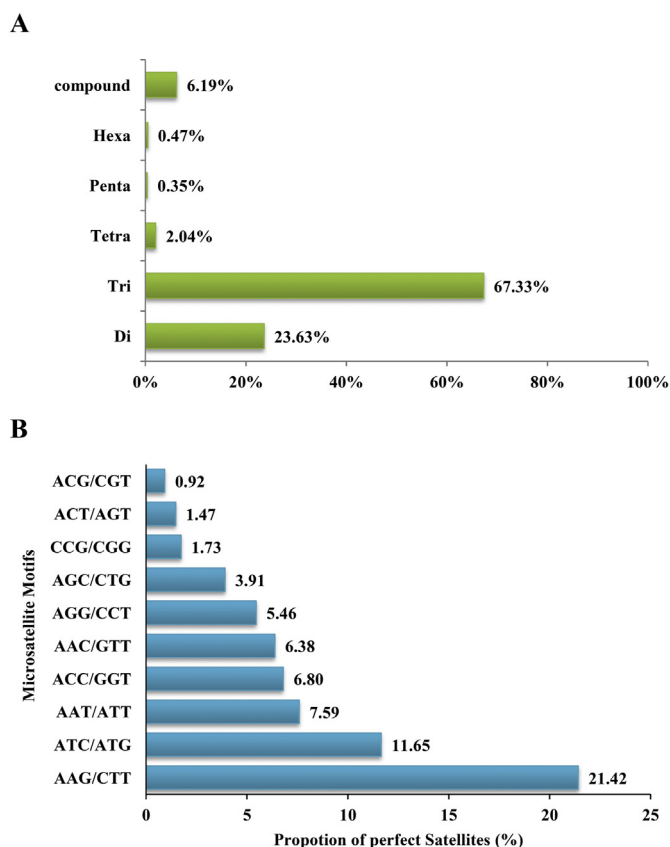 A
compound 6.19%
Hexa 0.47%
Penta 0.35%
Tetra 2.04%
Tri 67.33%
Di 23.63%
0% 20% 40% 60% 80% 100%
B
Microsatellite Motifs
ACG/CGT 0.92
ACT/AGT 1.47
CCG/CGG 1.73
AGC/CTG 3.91
AGG/CCT 5.46
AAC/GTT 6.38
ACC/GGT 6.80
AAT/ATT 7.59
ATC/ATG 11.65
AAG/CTT 21.42
0 5 10 15 20 25
Propotion of perfect Satellites (%)